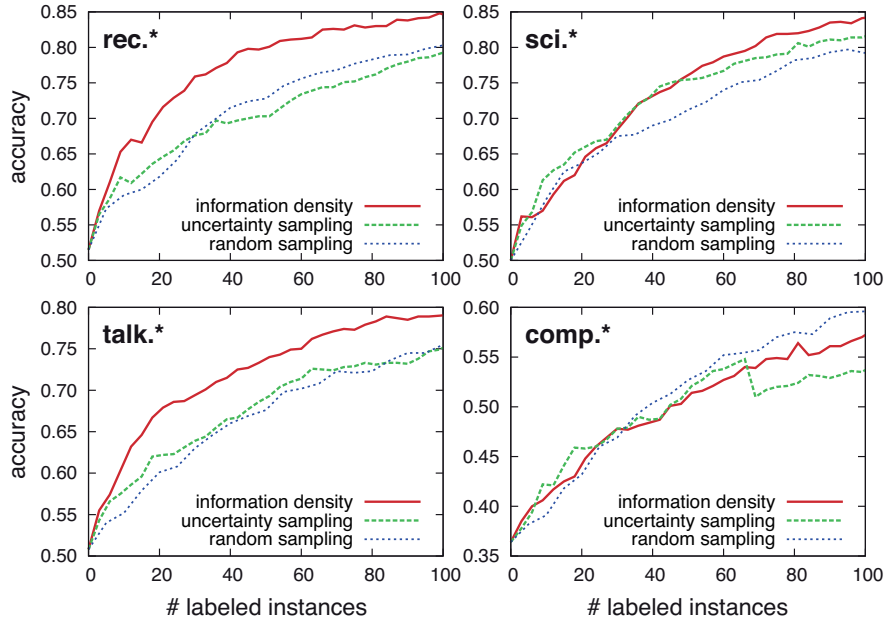 rec.*
0.85
0.80
0.75
0.70
0.65
0.60
0.55
0.50
accuracy
information density
uncertainty sampling
random sampling
0 20 40 60 80 100
sci.*
0.85
0.80
0.75
0.70
0.65
0.60
0.55
0.50
information density
uncertainty sampling
random sampling
0 20 40 60 80 100
talk.*
0.80
0.75
0.70
0.65
0.60
0.55
0.50
accuracy
information density
uncertainty sampling
random sampling
0 20 40 60 80 100
# labeled instances
comp.*
0.60
0.55
0.50
0.45
0.40
0.35
information density
uncertainty sampling
random sampling
0 20 40 60 80 100
# labeled instances